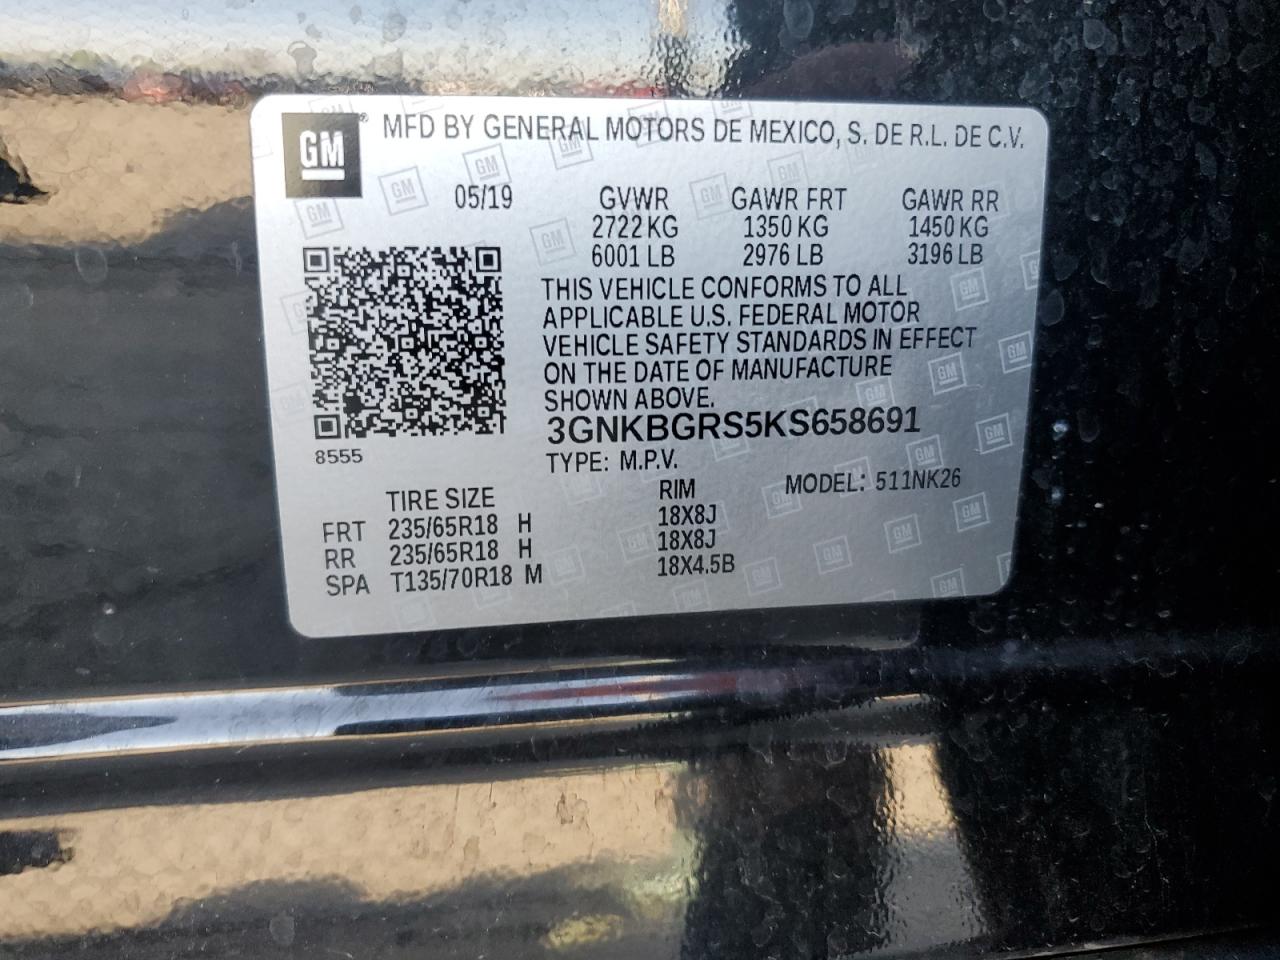 GM ® MFD BY GENERAL MOTORS DE MEXICO, S. DE R.L. DE C.V.
05/19 GVWR GAWR FRT GAWR RR
2722 KG 1350 KG 1450 KG
6001 LB 2976 LB 3196 LB
THIS VEHICLE CONFORMS TO ALL
APPLICABLE U.S. FEDERAL MOTOR
VEHICLE SAFETY STANDARDS IN EFFECT
ON THE DATE OF MANUFACTURE
SHOWN ABOVE.
3GNKBGRS5KS658691
8555
TYPE: M.P.V.
MODEL: 511NK26
TIRE SIZE RIM
FRT 235/65R18 H 18X8J
RR 235/65R18 H 18X8J
SPA T135/70R18 M 18X4.5B